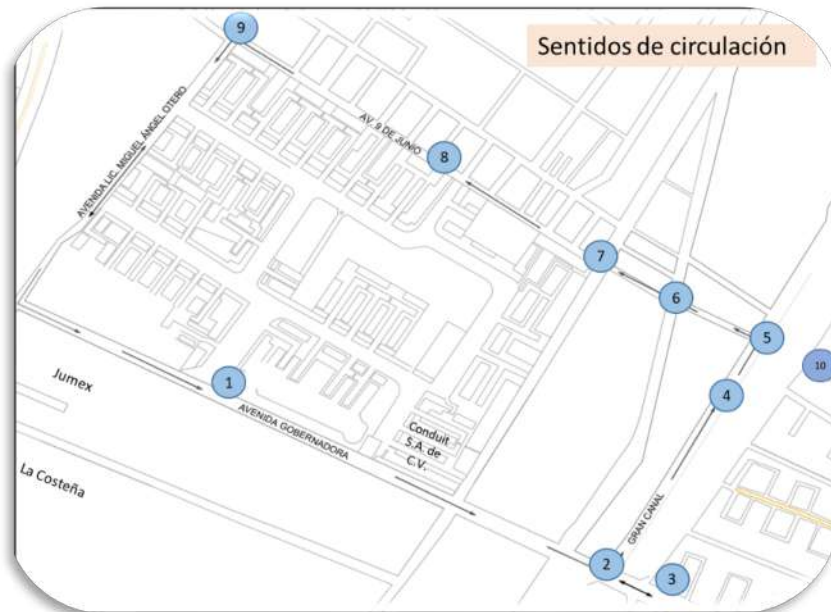 Sentidos de circulación
9
AV. 9 DE JUNIO
8
AVENIDA LIC. MIGUEL ÁNGEL OTERO
7
6
5
10
4
1
Jumex
AVENIDA GOBERNADORA
Conduit
S.A. de
C.V.
La Costeña
GRAN CANAL
2
3